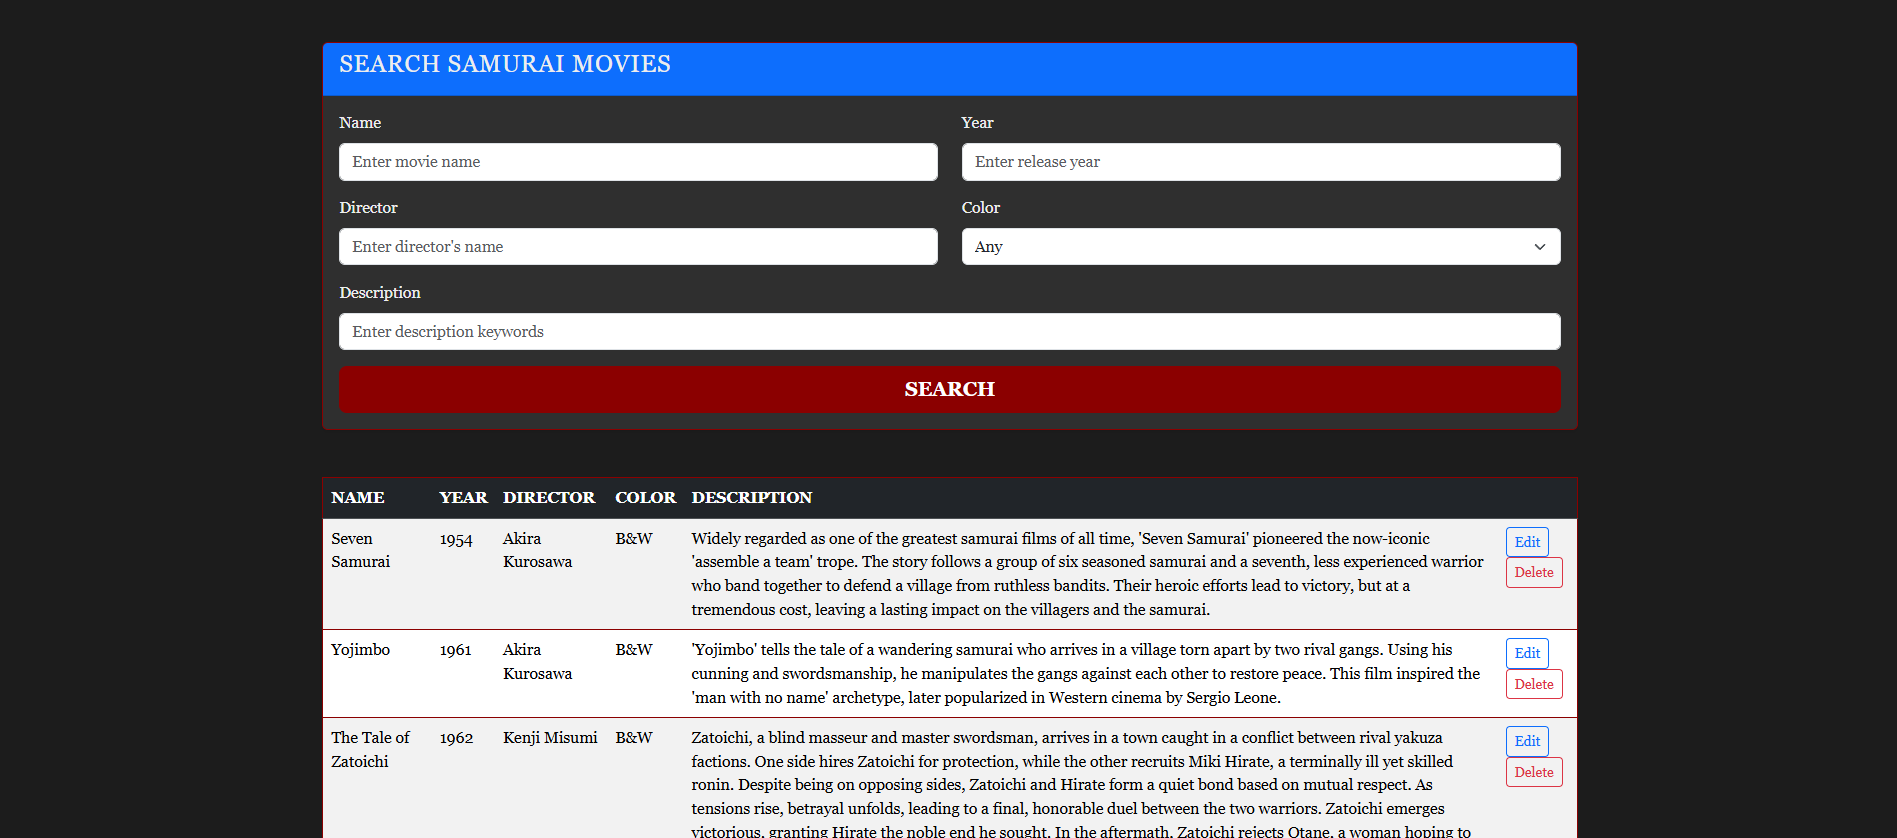 SEARCH SAMURAI MOVIES
Name
Year
Enter movie name
Enter release year
Director
Color
Enter director's name
Any
Description
Enter description keywords
SEARCH
NAME YEAR DIRECTOR COLOR DESCRIPTION
Seven Samurai
1954
Akira Kurosawa
B&W
Widely regarded as one of the greatest samurai films of all time, 'Seven Samurai' pioneered the now-iconic
'assemble a team' trope. The story follows a group of six seasoned samurai and a seventh, less experienced warrior
who band together to defend a village from ruthless bandits. Their heroic efforts lead to victory, but at a
tremendous cost, leaving a lasting impact on the villagers and the samurai.
Edit
Delete
Yojimbo
1961
Akira Kurosawa
B&W
'Yojimbo' tells the tale of a wandering samurai who arrives in a village torn apart by two rival gangs. Using his
cunning and swordsmanship, he manipulates the gangs against each other to restore peace. This film inspired the
'man with no name' archetype, later popularized in Western cinema by Sergio Leone.
Edit
Delete
The Tale of Zatoichi
1962
Kenji Misumi
B&W
Zatoichi, a blind masseur and master swordsman, arrives in a town caught in a conflict between rival yakuza
factions. One side hires Zatoichi for protection, while the other recruits Miki Hirate, a terminally ill yet skilled
ronin. Despite being on opposing sides, Zatoichi and Hirate form a quiet bond based on mutual respect. As
tensions rise, betrayal unfolds, leading to a final, honorable duel between the two warriors. Zatoichi emerges
victorious, granting Hirate the noble end he sought. In the aftermath, Zatoichi rejects Otane, a woman hoping to
Edit
Delete